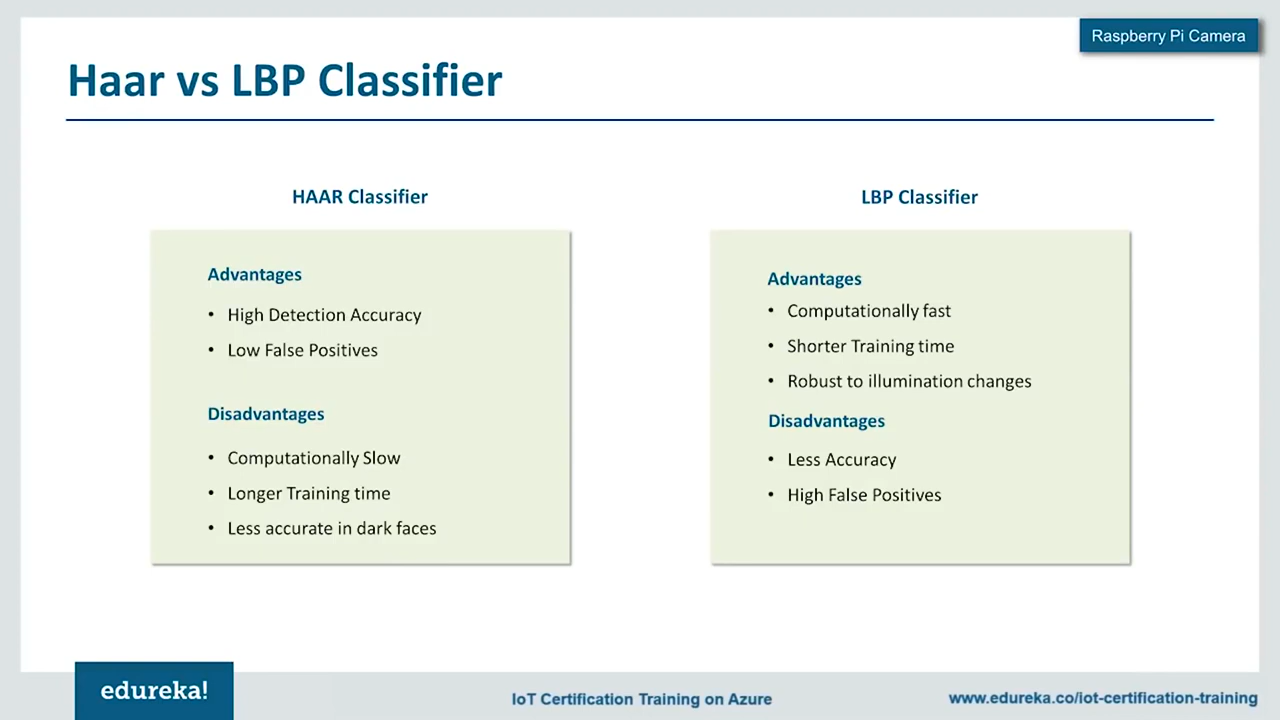 Raspberry Pi Camera
Haar vs LBP Classifier
HAAR Classifier
Advantages
• High Detection Accuracy
• Low False Positives
Disadvantages
• Computationally Slow
• Longer Training time
• Less accurate in dark faces
LBP Classifier
Advantages
• Computationally fast
• Shorter Training time
• Robust to illumination changes
Disadvantages
• Less Accuracy
• High False Positives
edureka!
IoT Certification Training on Azure
www.edureka.co/iot-certification-training